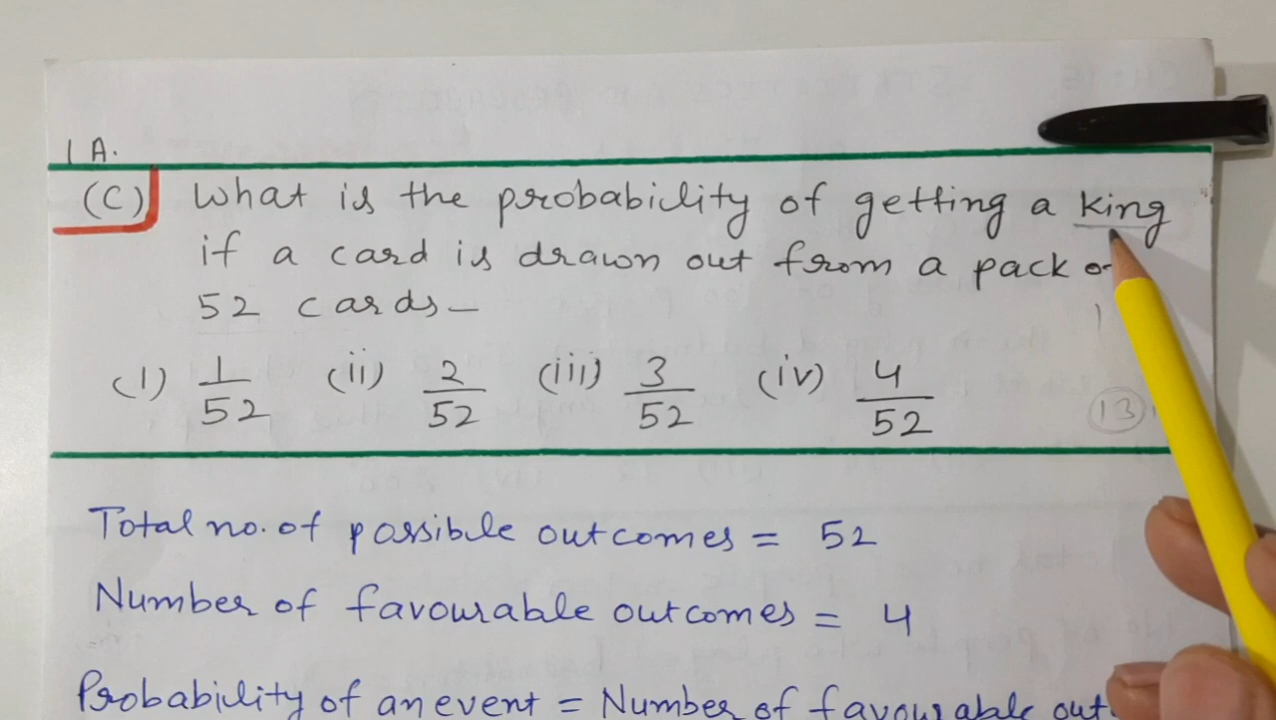 1 A.
(C) What is the probability of getting a king
if a card is drawn out from a pack
52 cards -
(i) 1/52 (ii) 2/52 (iii) 3/52 (iv) 4/52
13
Total no. of possible outcomes = 52
Number of favourable outcomes = 4
Probability of an event = Number of favourable out